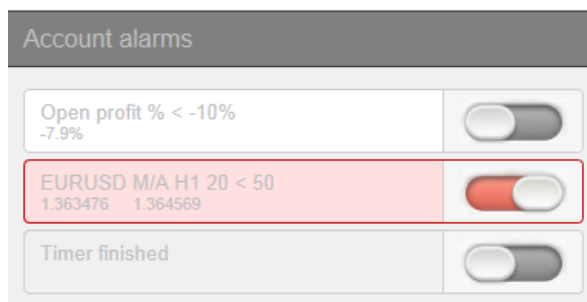 Account alarms
Open profit % < -10%
-7.9%
EURUSD M/A H1 20 < 50
1.363476 1.364569
Timer finished